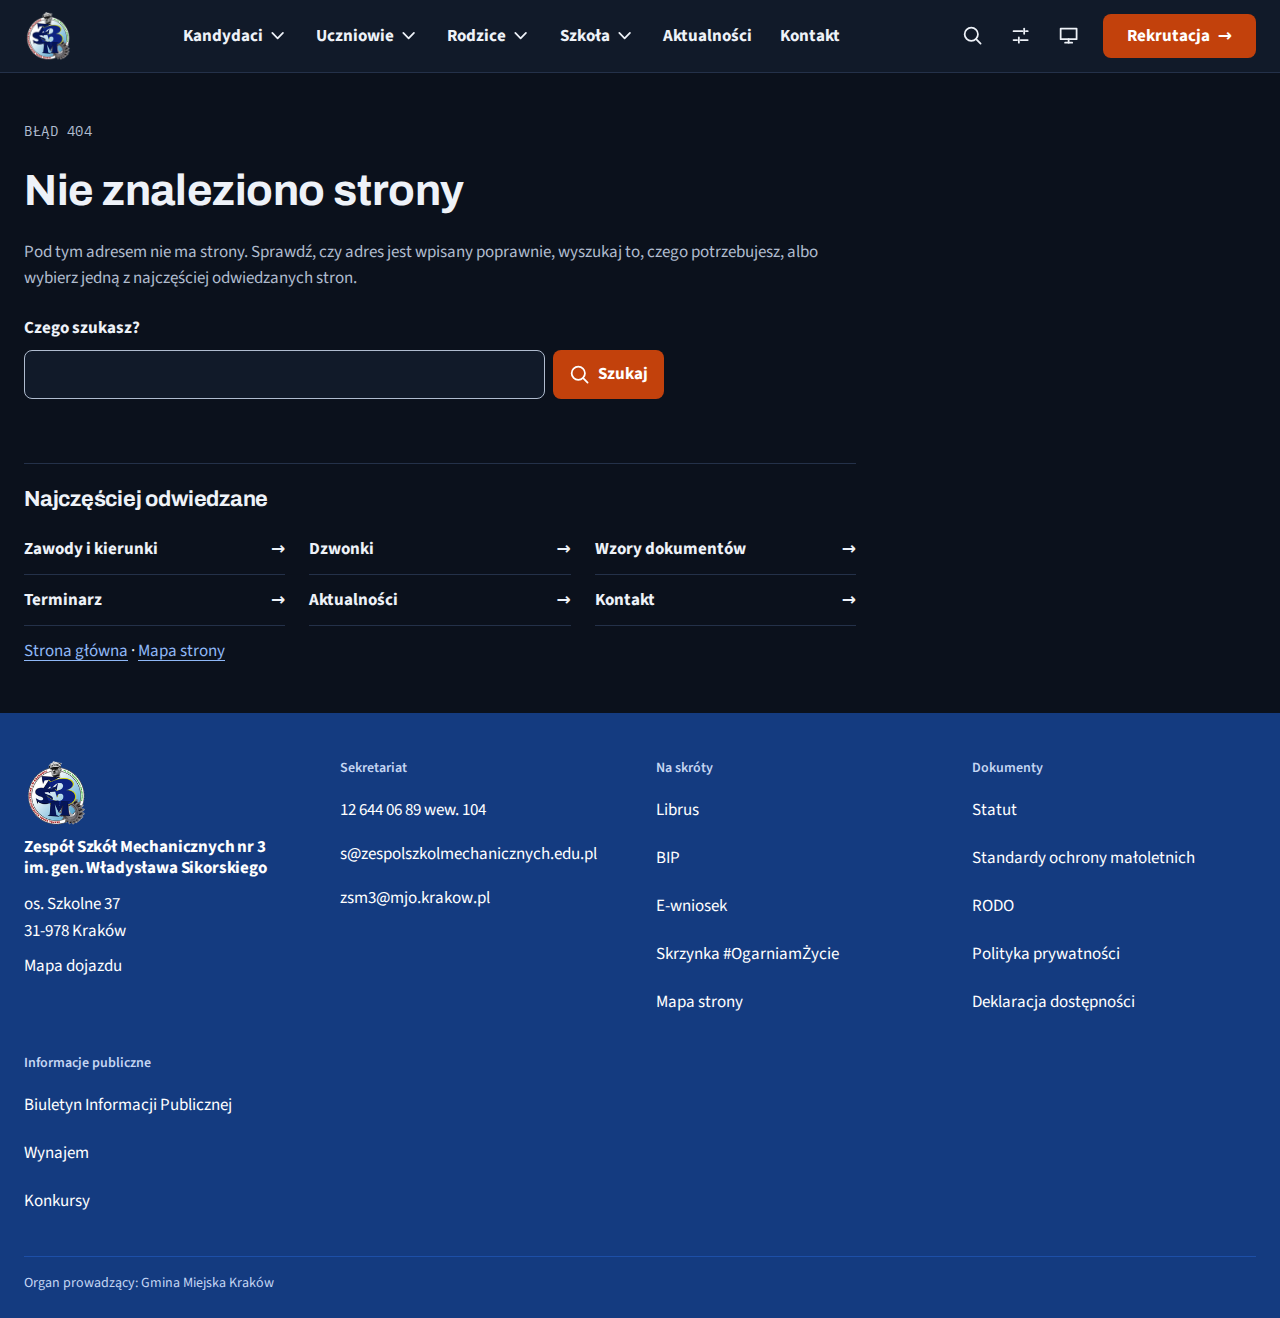 Kandydaci
Uczniowie
Rodzice
Szkoła
Aktualności
Kontakt
Rekrutacja →
BŁĄD 404
Nie znaleziono strony
Pod tym adresem nie ma strony. Sprawdź, czy adres jest wpisany poprawnie, wyszukaj to, czego potrzebujesz, albo
wybierz jedną z najczęściej odwiedzanych stron.
Czego szukasz?
Szukaj
Najczęściej odwiedzane
Zawody i kierunki →
Dzwonki →
Wzory dokumentów →
Terminarz →
Aktualności →
Kontakt →
Strona główna · Mapa strony
Zespół Szkół Mechanicznych nr 3
im. gen. Władysława Sikorskiego
os. Szkolne 37
31-978 Kraków
Mapa dojazdu
Sekretariat
12 644 06 89 wew. 104
s@zespolszkolmechanicznych.edu.pl
zsm3@mjo.krakow.pl
Na skróty
Librus
BIP
E-wniosek
Skrzynka #OgarniamŻycie
Mapa strony
Dokumenty
Statut
Standardy ochrony małoletnich
RODO
Polityka prywatności
Deklaracja dostępności
Informacje publiczne
Biuletyn Informacji Publicznej
Wynajem
Konkursy
Organ prowadzący: Gmina Miejska Kraków